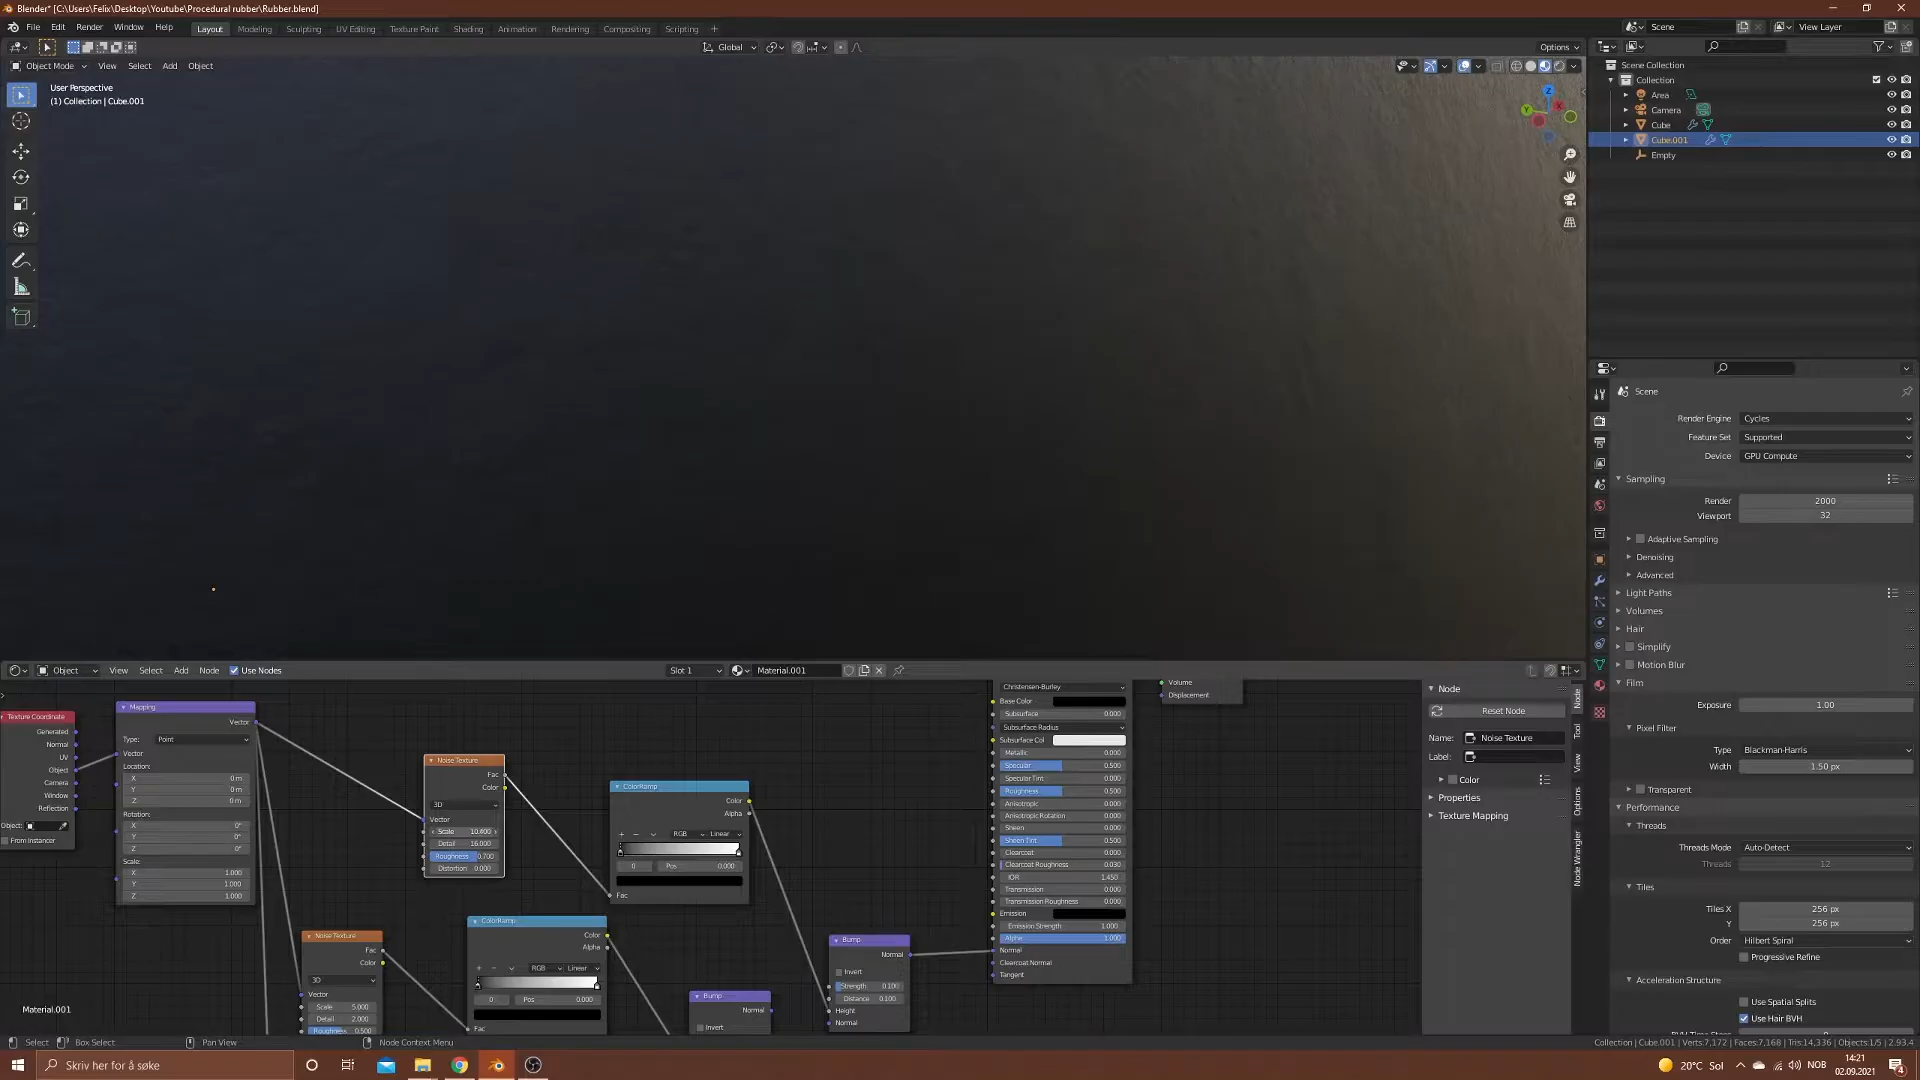 Blender* [C:\Users\Felix\Desktop\Youtube\Procedural rubber\Rubber.blend]
File Edit Render Window Help Layout Modeling Sculpting UV Editing Texture Paint Shading Animation Rendering Compositing Scripting +
Scene
View Layer
Global
Options
Object Mode View Select Add Object
User Perspective
(1) Collection | Cube.001
Z
Y
X
Scene Collection
Collection
Area
Camera
Cube
Cube.001
Empty
Scene
Render Engine Cycles
Feature Set Supported
Device GPU Compute
Sampling
Render 2000
Viewport 32
Adaptive Sampling
Denoising
Advanced
Light Paths
Volumes
Hair
Simplify
Motion Blur
Film
Exposure 1.00
Pixel Filter
Type Blackman-Harris
Width 1.50 px
Transparent
Performance
Threads
Threads Mode Auto-Detect
Threads 12
Tiles
Tiles X 256 px
Y 256 px
Order Hilbert Spiral
Progressive Refine
Acceleration Structure
Use Spatial Splits
Use Hair BVH
BVH Time Steps 0
Object View Select Add Node Use Nodes Slot 1 Material.001
Texture Coordinate
Generated
Normal
UV
Object
Camera
Window
Reflection
Object:
From Instancer
Mapping
Vector
Type: Point
Vector
Location:
X 0 m
Y 0 m
Z 0 m
Rotation:
X 0°
Y 0°
Z 0°
Scale:
X 1.000
Y 1.000
Z 1.000
Noise Texture
Fac
Color
3D
Vector
Scale 10.400
Detail 16.000
Roughness 0.700
Distortion 0.000
ColorRamp
Color
Alpha
+ − RGB Linear
0 Pos 0.000
Fac
Noise Texture
Fac
Color
3D
Vector
Scale 5.000
Detail 2.000
Roughness 0.500
ColorRamp
Color
Alpha
+ − RGB Linear
0 Pos 0.000
Fac
Bump
Normal
Invert
Bump
Normal
Invert
Strength 0.100
Distance 0.100
Height
Normal
Christensen-Burley
Base Color
Subsurface 0.000
Subsurface Radius
Subsurface Col
Metallic 0.000
Specular 0.500
Specular Tint 0.000
Roughness 0.500
Anisotropic 0.000
Anisotropic Rotation 0.000
Sheen 0.000
Sheen Tint 0.500
Clearcoat 0.000
Clearcoat Roughness 0.030
IOR 1.450
Transmission 0.000
Transmission Roughness 0.000
Emission
Emission Strength 1.000
Alpha 1.000
Normal
Clearcoat Normal
Tangent
Volume
Displacement
Node
Reset Node
Name: Noise Texture
Label:
Color
Properties
Texture Mapping
Node
Tool
View
Options
Node Wrangler
Material.001
Select Box Select Pan View Node Context Menu
Collection | Cube.001 | Verts:7,172 | Faces:7,168 | Tris:14,336 | Objects:1/5 | 2.93.4
Skriv her for å søke
20°C Sol
NOB
14:21
02.09.2021
4